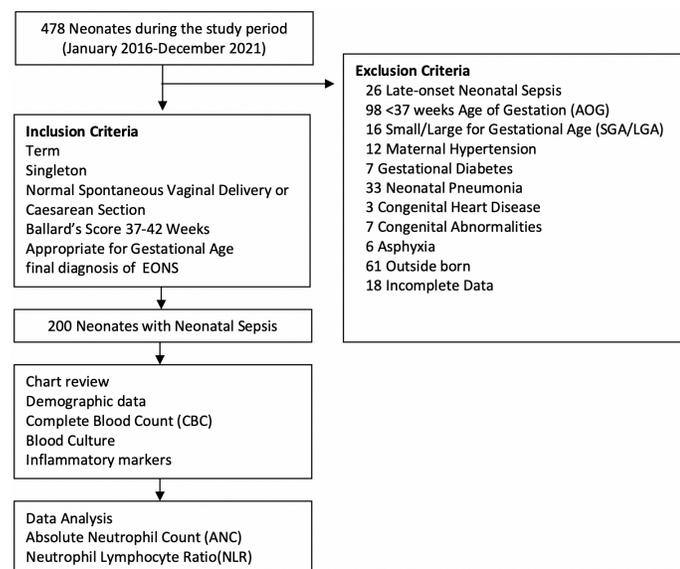 478 Neonates during the study period
(January 2016-December 2021)
Exclusion Criteria
26 Late-onset Neonatal Sepsis
98 <37 weeks Age of Gestation (AOG)
16 Small/Large for Gestational Age (SGA/LGA)
12 Maternal Hypertension
7 Gestational Diabetes
33 Neonatal Pneumonia
3 Congenital Heart Disease
7 Congenital Abnormalities
6 Asphyxia
61 Outside born
18 Incomplete Data
Inclusion Criteria
Term
Singleton
Normal Spontaneous Vaginal Delivery or
Caesarean Section
Ballard's Score 37-42 Weeks
Appropriate for Gestational Age
final diagnosis of EONS
200 Neonates with Neonatal Sepsis
Chart review
Demographic data
Complete Blood Count (CBC)
Blood Culture
Inflammatory markers
Data Analysis
Absolute Neutrophil Count (ANC)
Neutrophil Lymphocyte Ratio(NLR)